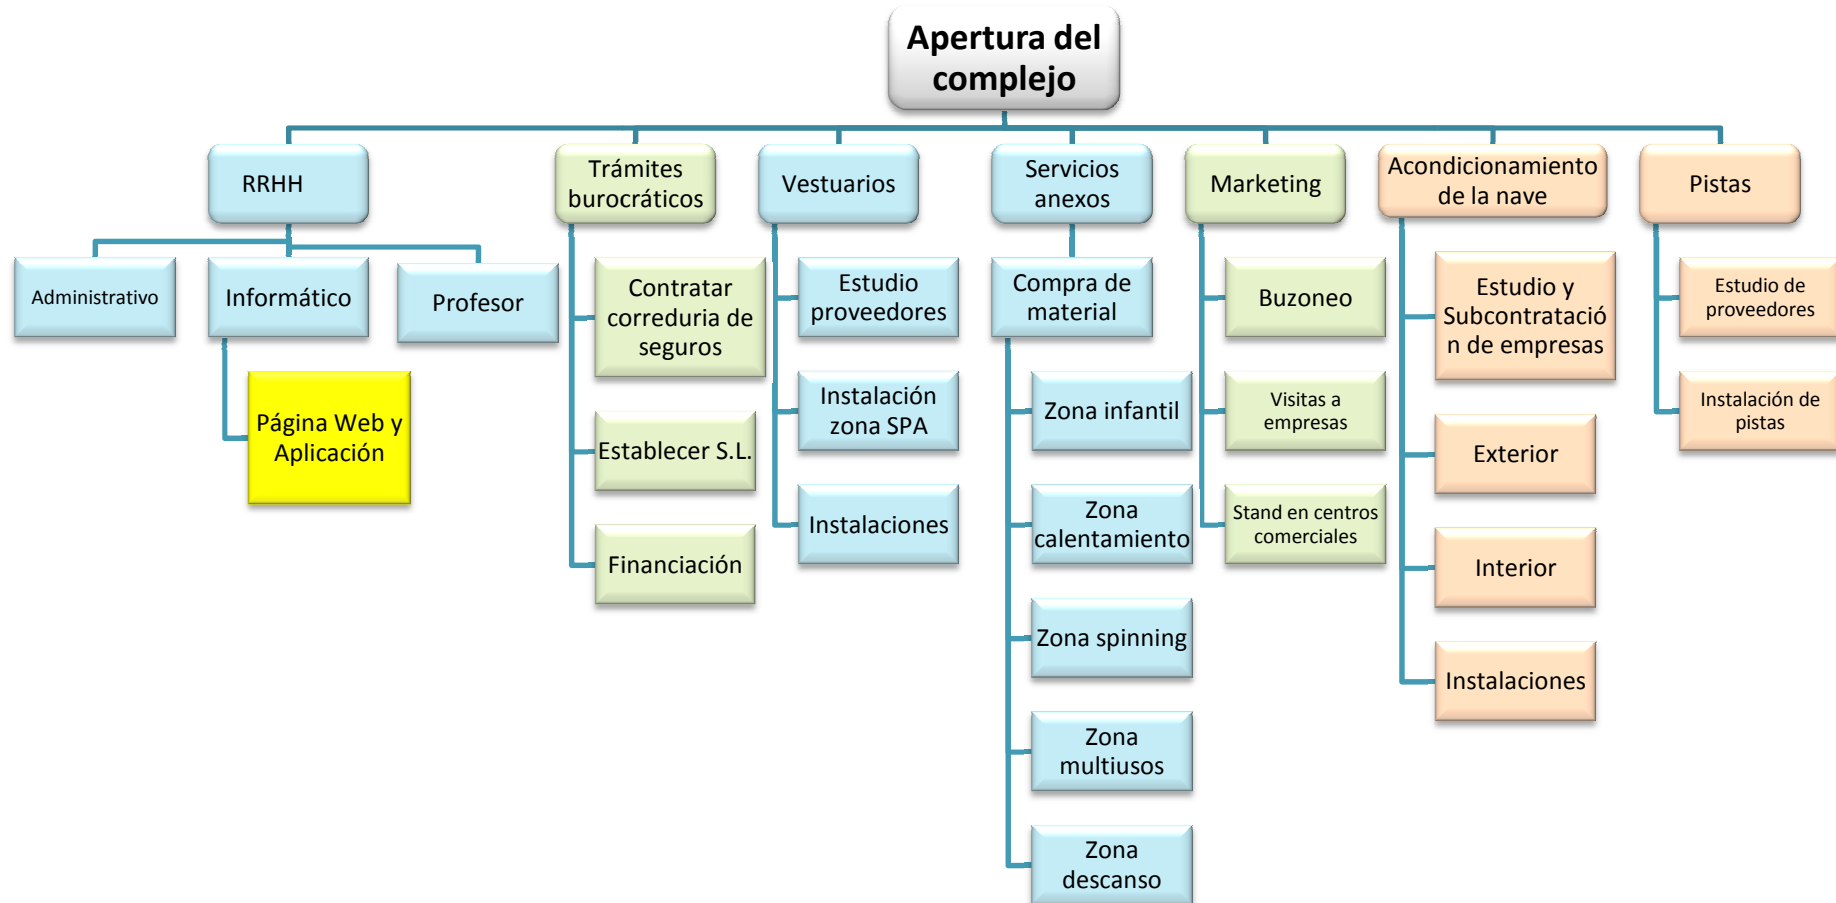 Apertura del
complejo
RRHH
Trámites
burocráticos
Vestuarios
Servicios
anexos
Marketing
Acondicionamiento
de la nave
Pistas
Administrativo
Informático
Profesor
Página Web y
Aplicación
Contratar
correduria de
seguros
Establecer S.L.
Financiación
Estudio
proveedores
Instalación
zona SPA
Instalaciones
Compra de
material
Zona infantil
Zona
calentamiento
Zona spinning
Zona
multiusos
Zona
descanso
Buzoneo
Visitas a
empresas
Stand en centros
comerciales
Estudio y
Subcontratació
n de empresas
Exterior
Interior
Instalaciones
Estudio de
proveedores
Instalación de
pistas